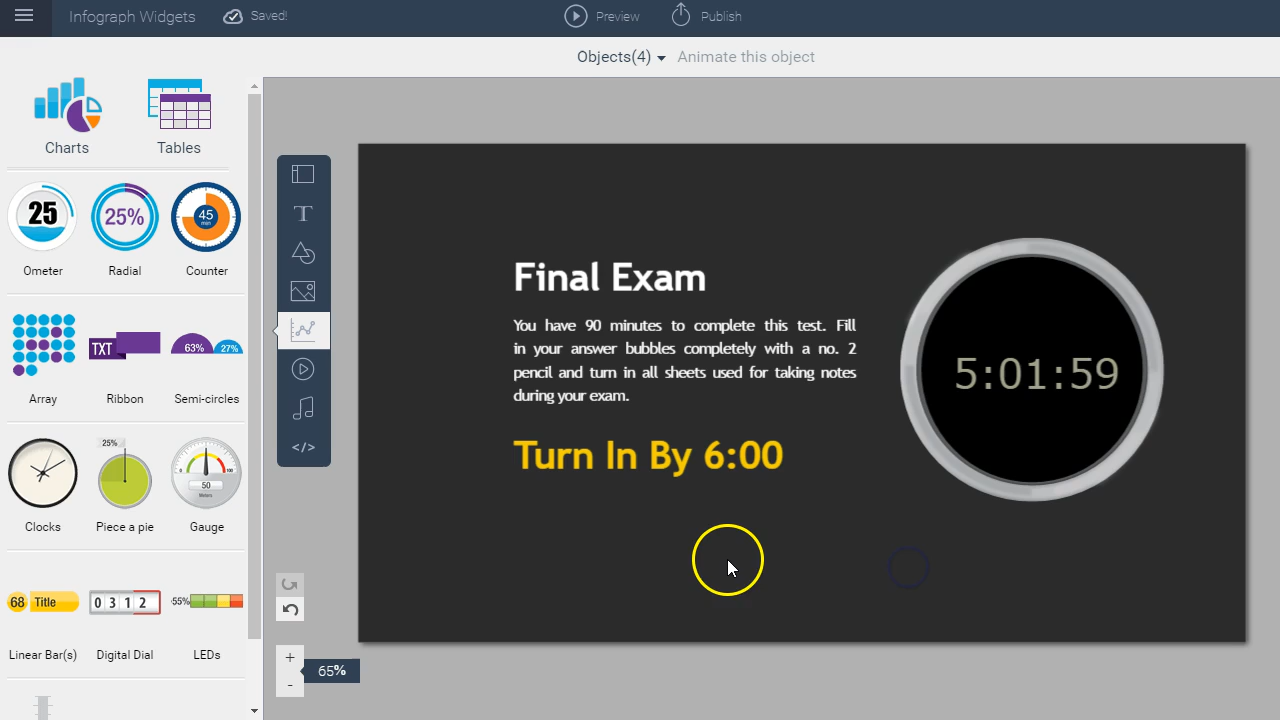 Infograph Widgets
Saved!
Preview
Publish
Objects(4)
Animate this object
Charts
Tables
25
25%
45
min
Ometer
Radial
Counter
TXT
63%
27%
Array
Ribbon
Semi-circles
25%
0
100
50
Meters
Clocks
Piece a pie
Gauge
68 Title
0 3 1 2
55%
Linear Bar(s)
Digital Dial
LEDs
T
</>
+
65%
-
Final Exam
You have 90 minutes to complete this test. Fill
in your answer bubbles completely with a no. 2
pencil and turn in all sheets used for taking notes
during your exam.
Turn In By 6:00
5:01:59